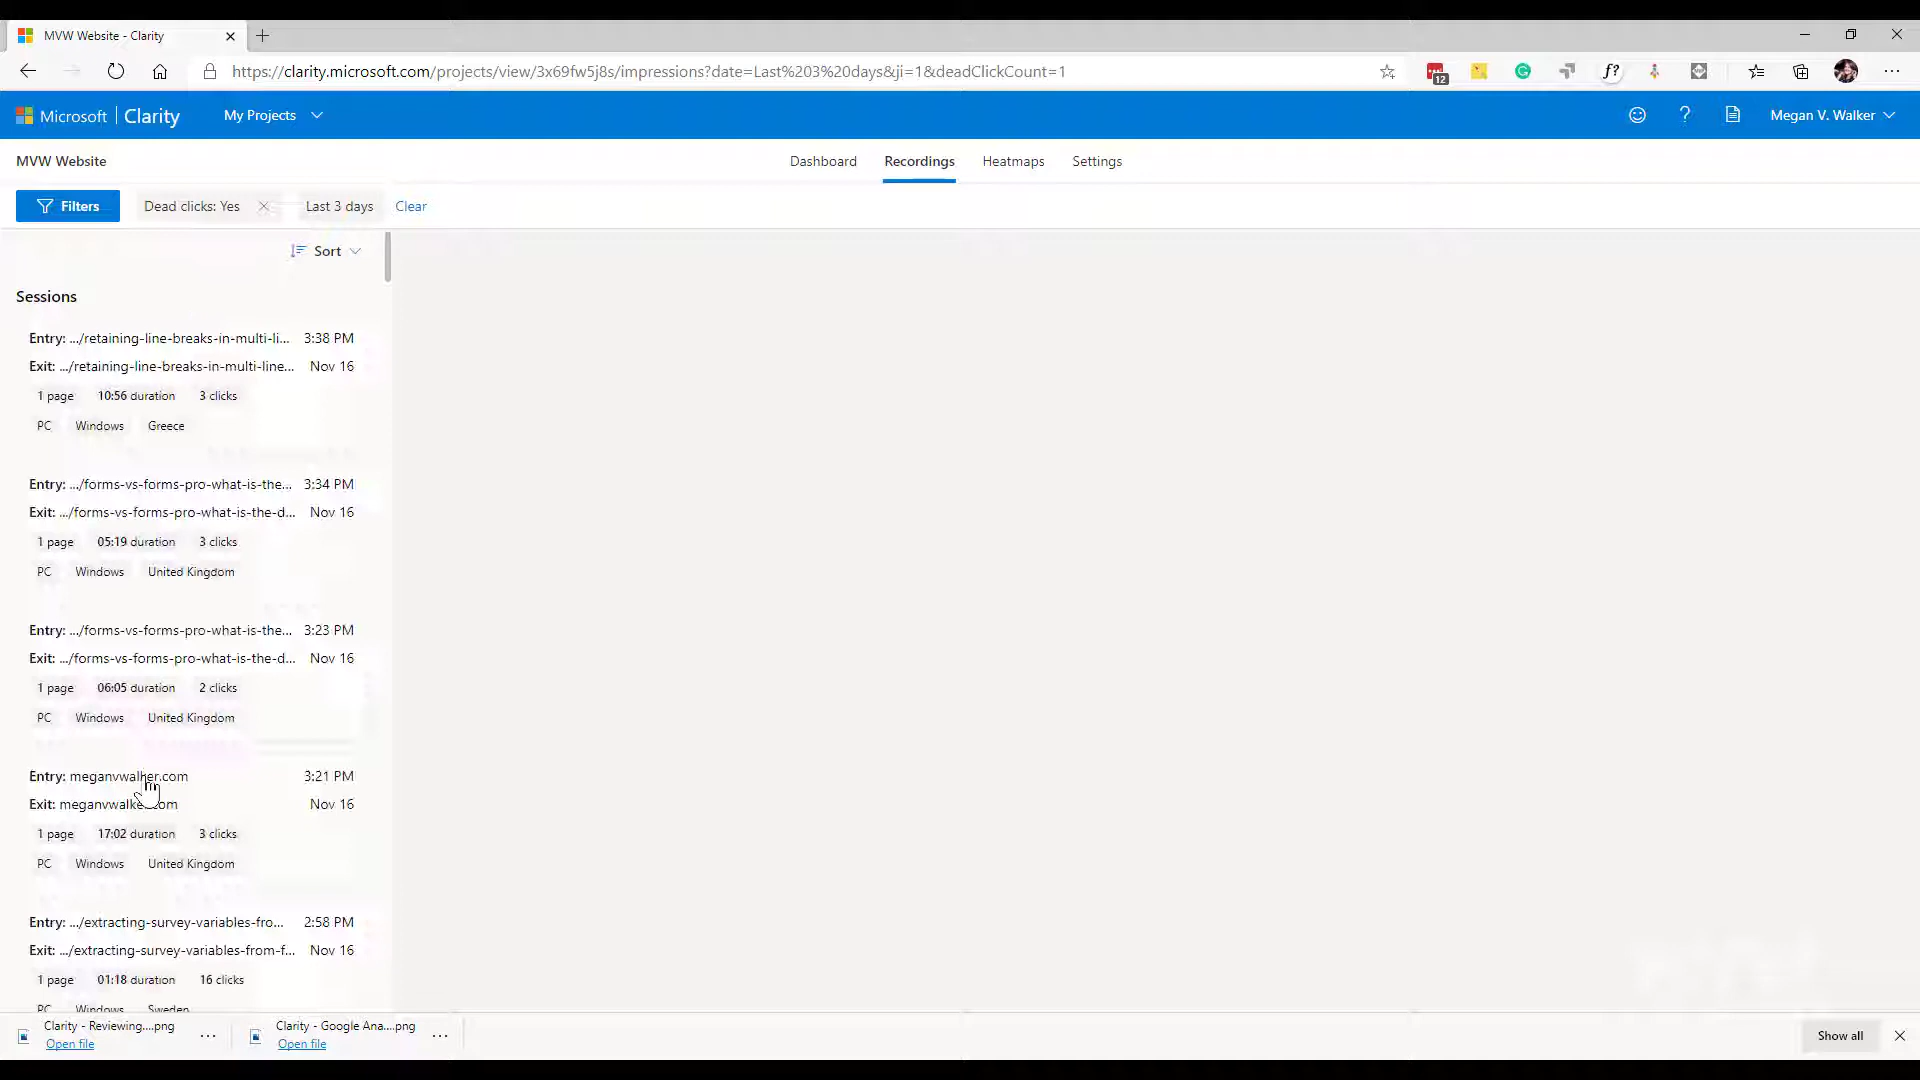 MVW Website - Clarity
https://clarity.microsoft.com/projects/view/3x69fw5j8s/impressions?date=Last%203%20days&ji=1&deadClickCount=1
12
f?
Microsoft | Clarity
My Projects
Megan V. Walker
MVW Website
Dashboard
Recordings
Heatmaps
Settings
Filters
Dead clicks: Yes
Last 3 days
Clear
Sort
Sessions
Entry: .../retaining-line-breaks-in-multi-li... 3:38 PM
Exit: .../retaining-line-breaks-in-multi-line... Nov 16
1 page 10:56 duration 3 clicks
PC Windows Greece
Entry: .../forms-vs-forms-pro-what-is-the... 3:34 PM
Exit: .../forms-vs-forms-pro-what-is-the-d... Nov 16
1 page 05:19 duration 3 clicks
PC Windows United Kingdom
Entry: .../forms-vs-forms-pro-what-is-the... 3:23 PM
Exit: .../forms-vs-forms-pro-what-is-the-d... Nov 16
1 page 06:05 duration 2 clicks
PC Windows United Kingdom
Entry: meganvwalker.com 3:21 PM
Exit: meganvwalker.com Nov 16
1 page 17:02 duration 3 clicks
PC Windows United Kingdom
Entry: .../extracting-survey-variables-fro... 2:58 PM
Exit: .../extracting-survey-variables-from-f... Nov 16
1 page 01:18 duration 16 clicks
PC Windows Sweden
Clarity - Reviewing....png
Open file
Clarity - Google Ana....png
Open file
Show all